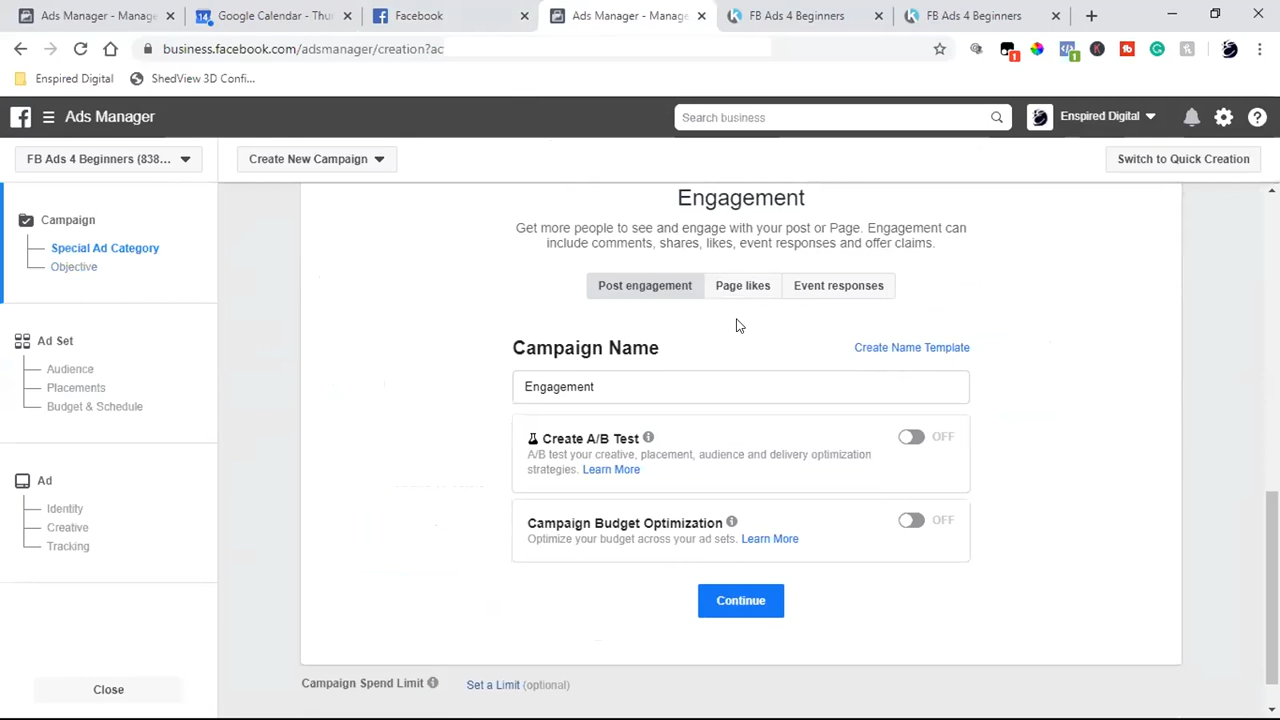 Ads Manager - Manage
Google Calendar - Thu
Facebook
Ads Manager - Manage
FB Ads 4 Beginners
FB Ads 4 Beginners
business.facebook.com/adsmanager/creation?ac
Enspired Digital
ShedView 3D Confi...
Ads Manager
Search business
Enspired Digital
FB Ads 4 Beginners (838...
Create New Campaign
Switch to Quick Creation
Campaign
Special Ad Category
Objective
Ad Set
Audience
Placements
Budget & Schedule
Ad
Identity
Creative
Tracking
Close
Engagement
Get more people to see and engage with your post or Page. Engagement can
include comments, shares, likes, event responses and offer claims.
Post engagement
Page likes
Event responses
Campaign Name
Create Name Template
Engagement
Create A/B Test
OFF
A/B test your creative, placement, audience and delivery optimization
strategies. Learn More
Campaign Budget Optimization
OFF
Optimize your budget across your ad sets. Learn More
Continue
Campaign Spend Limit
Set a Limit (optional)